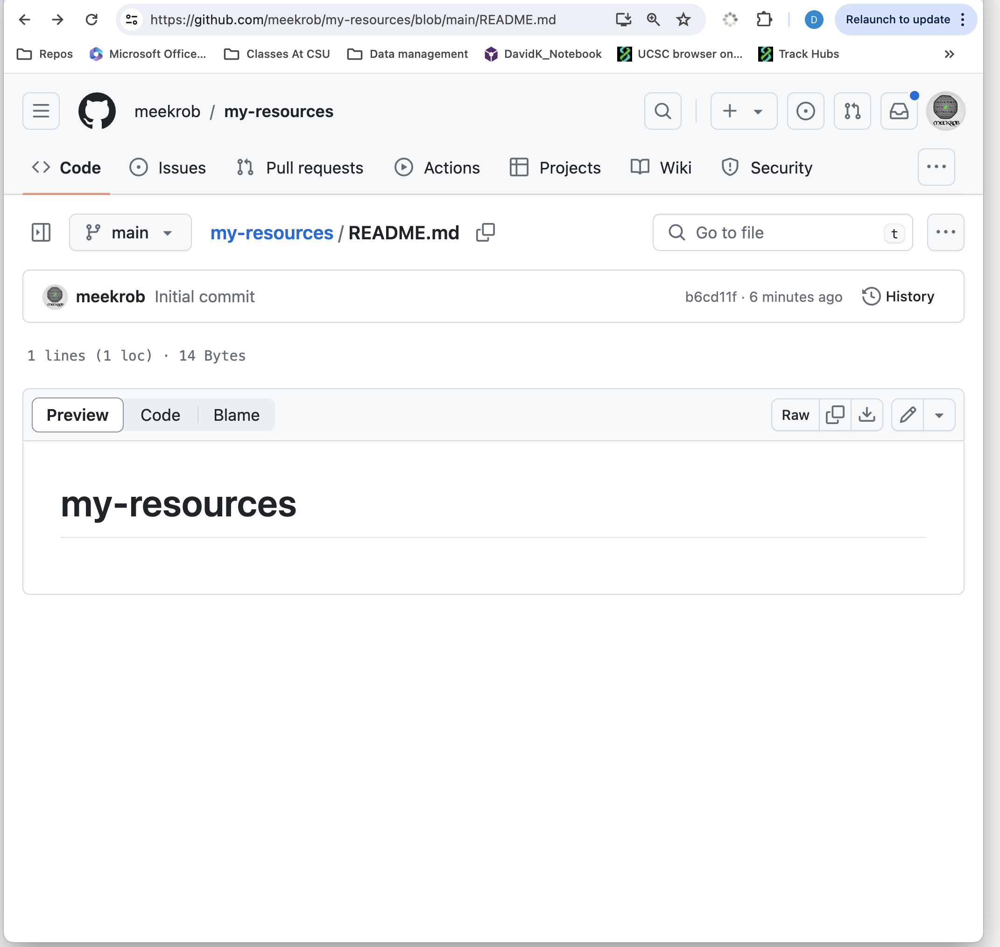 https://github.com/meekrob/my-resources/blob/main/README.md D Relaunch to update
Repos Microsoft Office... Classes At CSU Data management DavidK_Notebook UCSC browser on... Track Hubs »
meekrob / my-resources MEEKROB
Code Issues Pull requests Actions Projects Wiki Security
main my-resources / README.md Go to file t
meekrob Initial commit b6cd11f · 6 minutes ago History
1 lines (1 loc) · 14 Bytes
Preview Code Blame Raw
my-resources